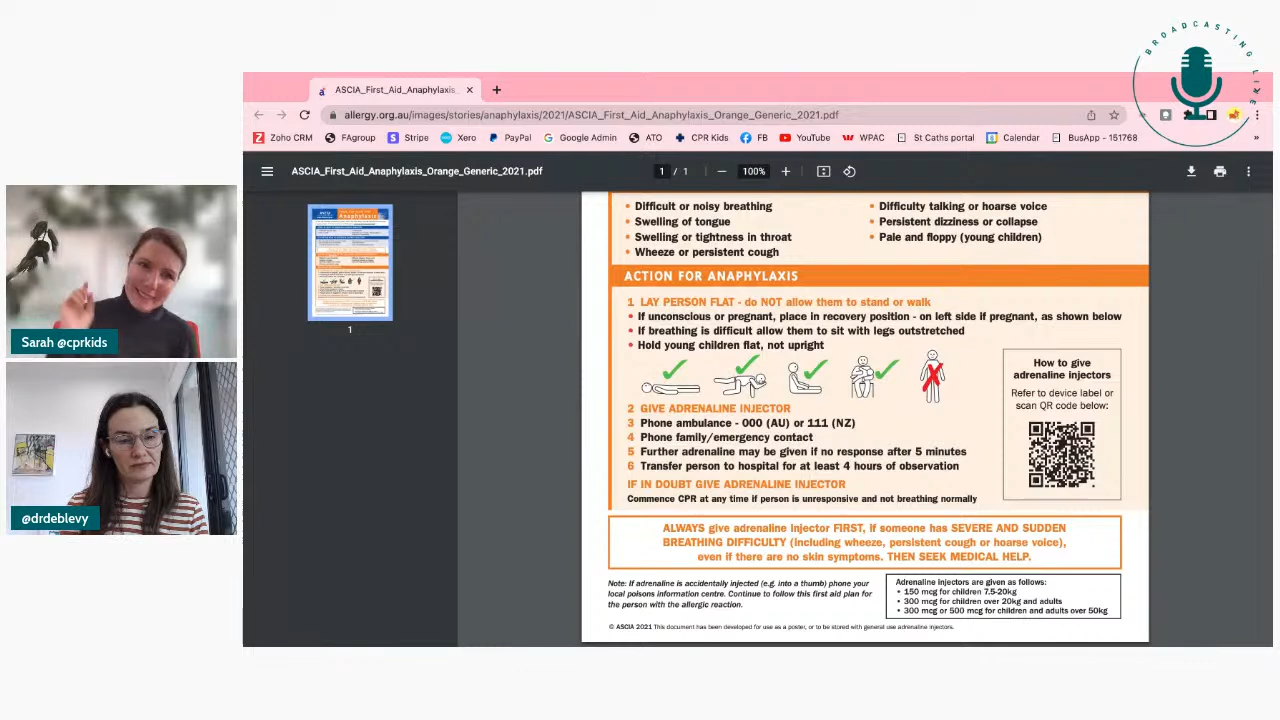 BROADCASTING LIVE
ASCIA_First_Aid_Anaphylaxis_
allergy.org.au/images/stories/anaphylaxis/2021/ASCIA_First_Aid_Anaphylaxis_Orange_Generic_2021.pdf
Zoho CRM FAgroup Stripe Xero PayPal Google Admin ATO CPR Kids FB YouTube WPAC St Caths portal Calendar BusApp - 151768
ASCIA_First_Aid_Anaphylaxis_Orange_Generic_2021.pdf 1 / 1 100%
1
Sarah @cprkids
@drdeblevy
• Difficult or noisy breathing
• Swelling of tongue
• Swelling or tightness in throat
• Wheeze or persistent cough
• Difficulty talking or hoarse voice
• Persistent dizziness or collapse
• Pale and floppy (young children)
ACTION FOR ANAPHYLAXIS
1 LAY PERSON FLAT - do NOT allow them to stand or walk
• If unconscious or pregnant, place in recovery position - on left side if pregnant, as shown below
• If breathing is difficult allow them to sit with legs outstretched
• Hold young children flat, not upright
2 GIVE ADRENALINE INJECTOR
3 Phone ambulance - 000 (AU) or 111 (NZ)
4 Phone family/emergency contact
5 Further adrenaline may be given if no response after 5 minutes
6 Transfer person to hospital for at least 4 hours of observation
IF IN DOUBT GIVE ADRENALINE INJECTOR
Commence CPR at any time if person is unresponsive and not breathing normally
How to give
adrenaline injectors
Refer to device label or
scan QR code below:
ALWAYS give adrenaline injector FIRST, if someone has SEVERE AND SUDDEN
BREATHING DIFFICULTY (including wheeze, persistent cough or hoarse voice),
even if there are no skin symptoms. THEN SEEK MEDICAL HELP.
Note: If adrenaline is accidentally injected (e.g. into a thumb) phone your
local poisons information centre. Continue to follow this first aid plan for
the person with the allergic reaction.
Adrenaline injectors are given as follows:
• 150 mcg for children 7.5-20kg
• 300 mcg for children over 20kg and adults
• 300 mcg or 500 mcg for children and adults over 50kg
© ASCIA 2021 This document has been developed for use as a poster, or to be stored with general use adrenaline injectors.